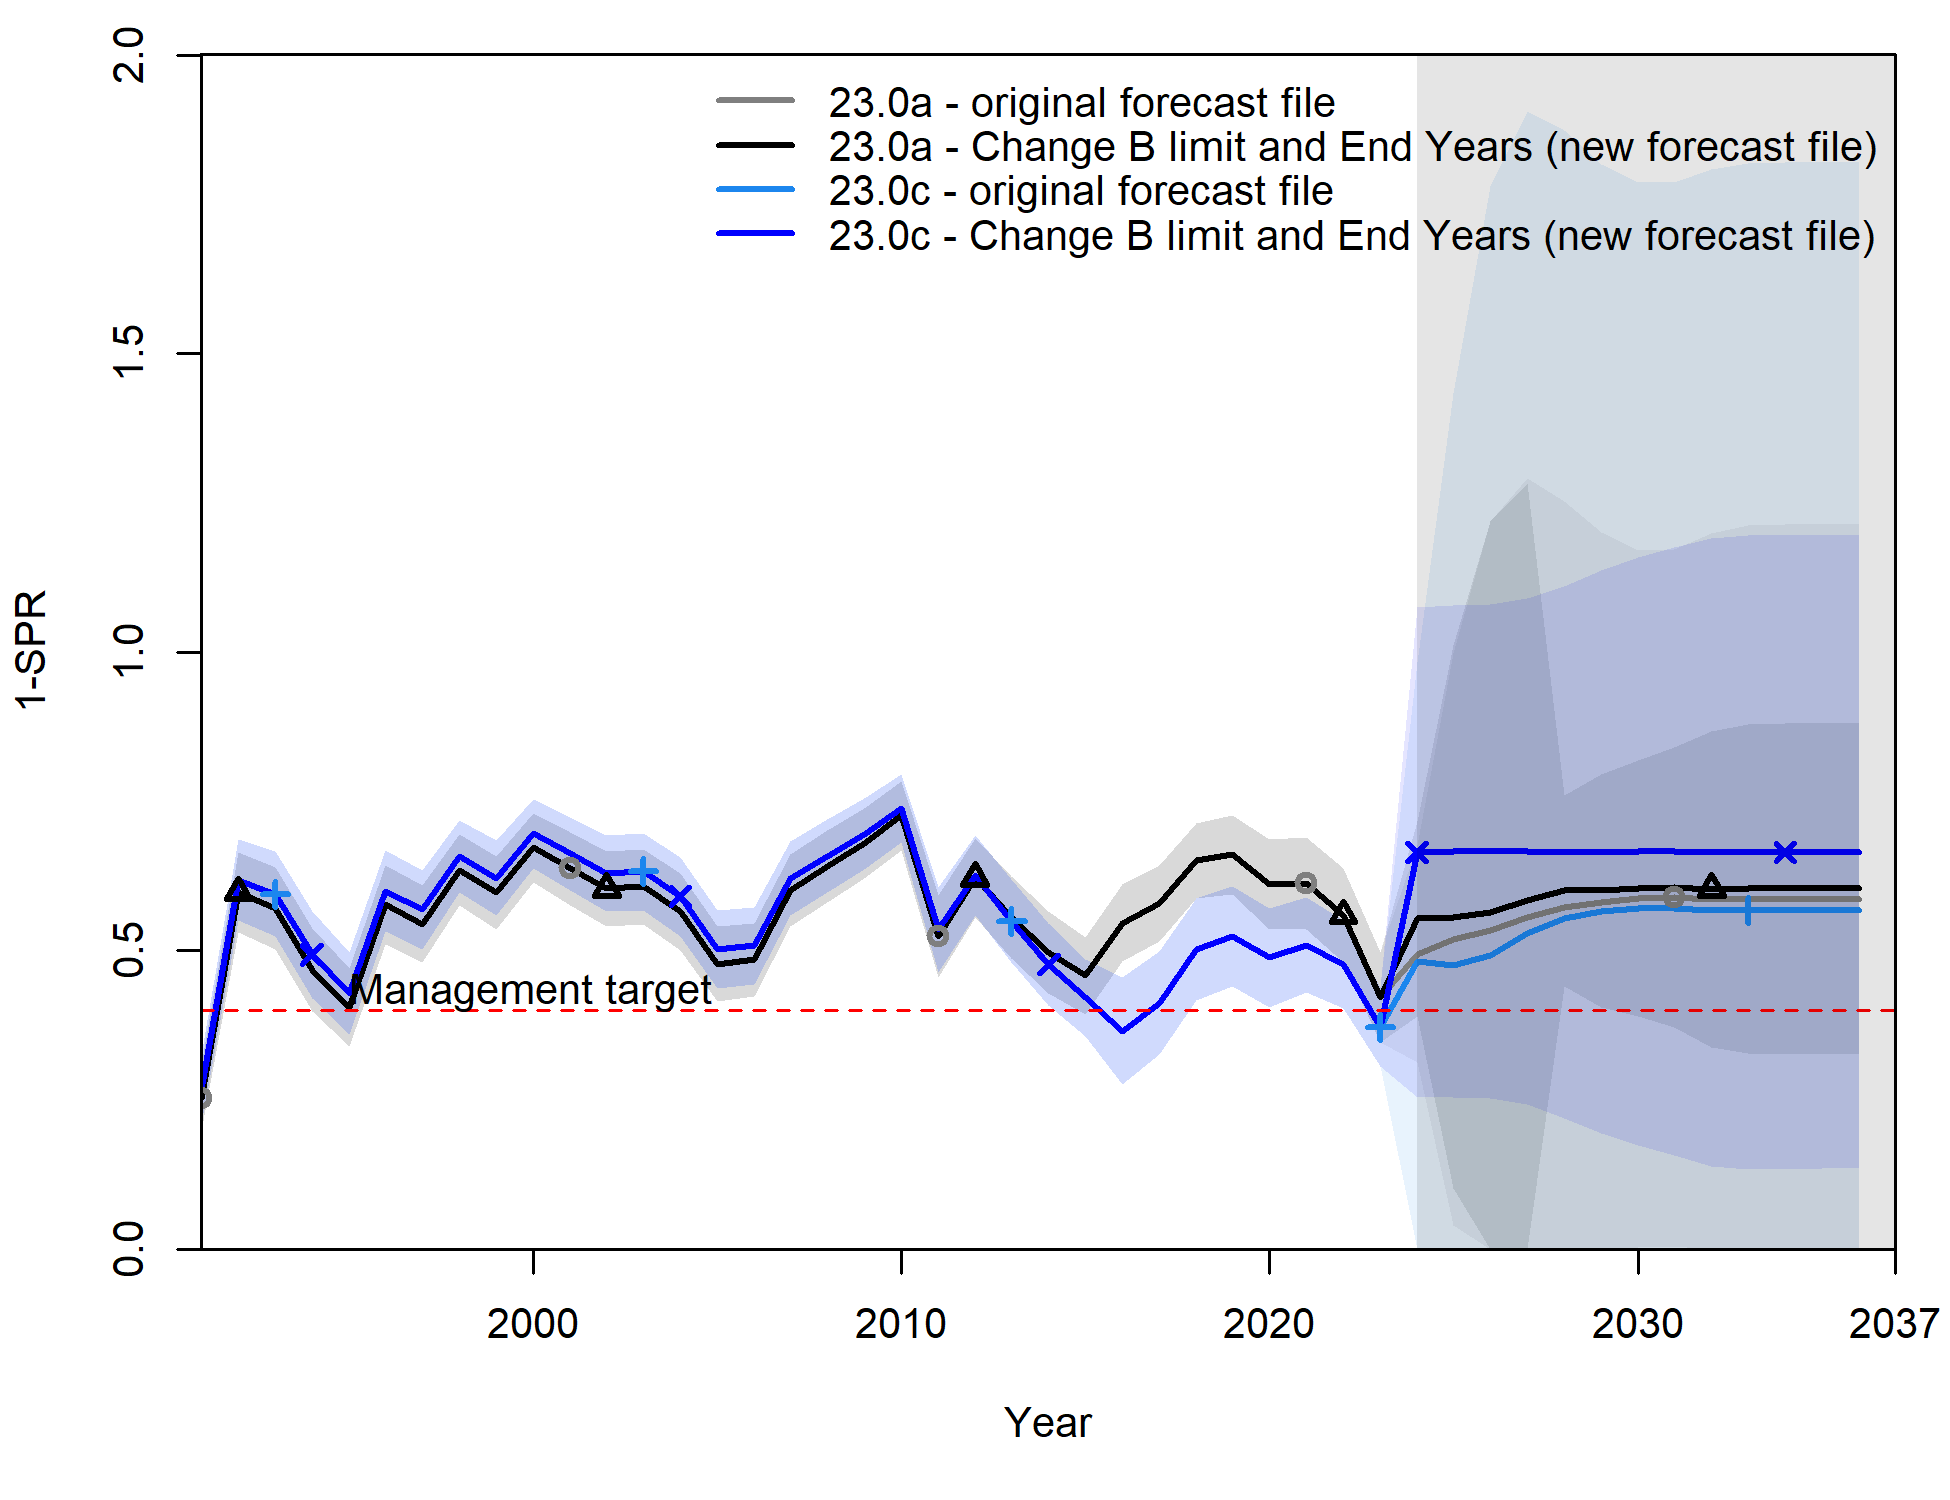 2.0
1.5
1.0
0.5
0.0
1-SPR
23.0a - original forecast file
23.0a - Change B limit and End Years (new forecast file)
23.0c - original forecast file
23.0c - Change B limit and End Years (new forecast file)
Management target
2000
2010
2020
2030
2037
Year